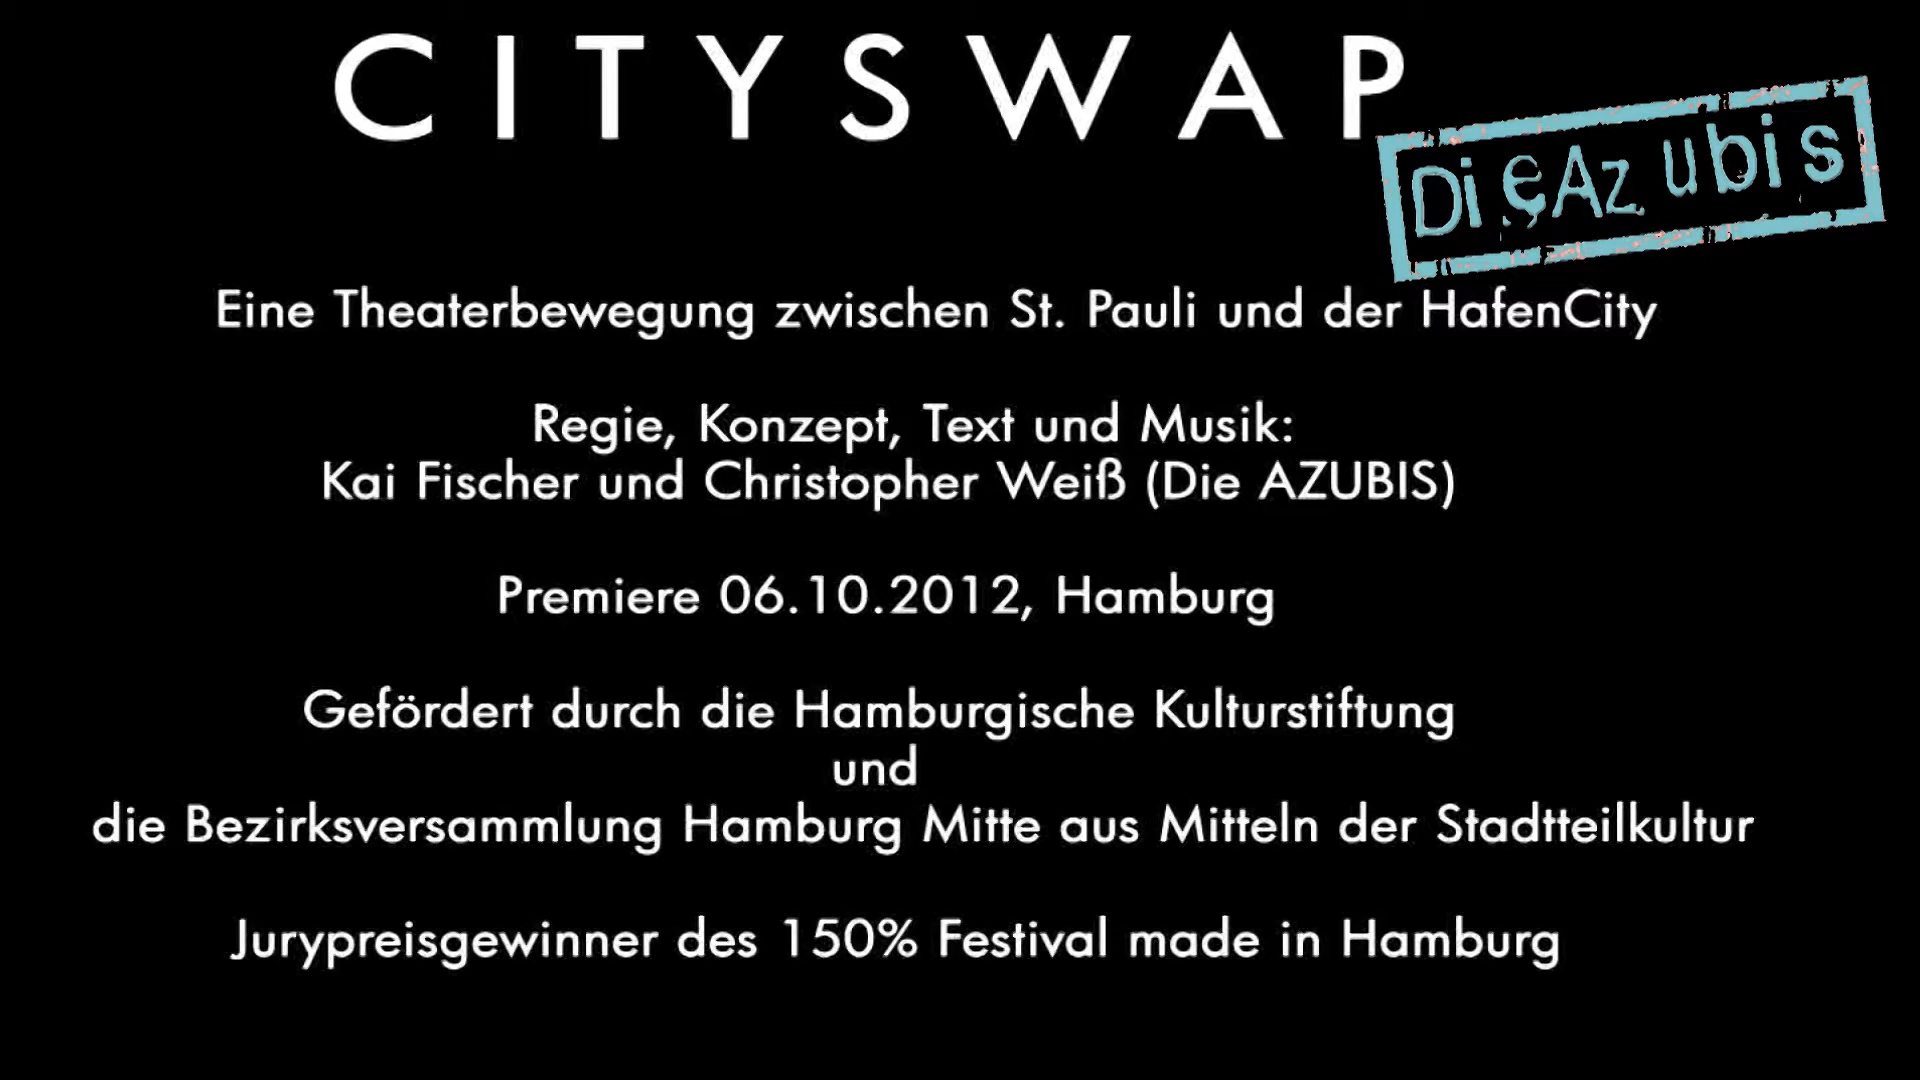 CITYSWAP
Die Azubis
Eine Theaterbewegung zwischen St. Pauli und der HafenCity
Regie, Konzept, Text und Musik:
Kai Fischer und Christopher Weiß (Die AZUBIS)
Premiere 06.10.2012, Hamburg
Gefördert durch die Hamburgische Kulturstiftung
und
die Bezirksversammlung Hamburg Mitte aus Mitteln der Stadtteilkultur
Jurypreisgewinner des 150% Festival made in Hamburg